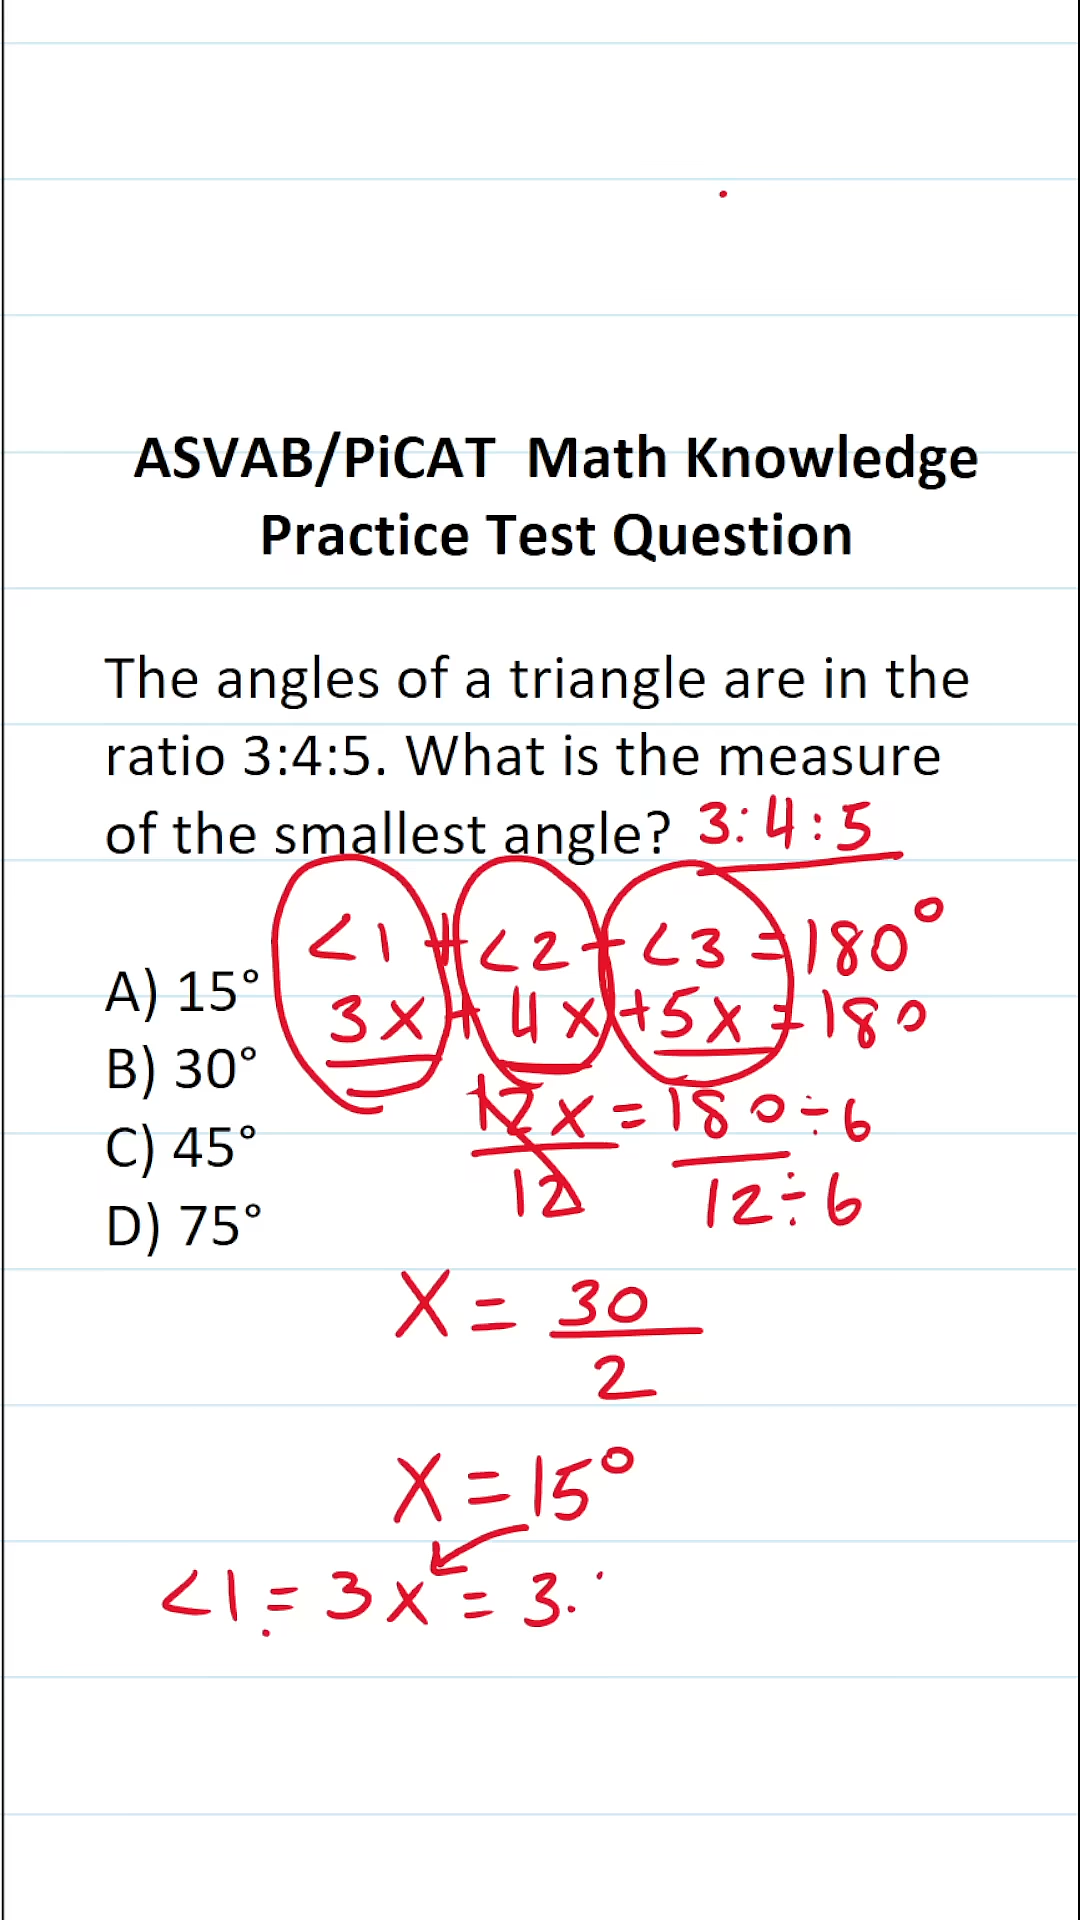 ASVAB/PiCAT Math Knowledge
Practice Test Question
The angles of a triangle are in the
ratio 3:4:5. What is the measure
of the smallest angle? 3:4:5
<1 + <2 + <3 = 180°
A) 15°
3x + 4x + 5x = 180
B) 30°
12x = 180 ÷ 6
C) 45°
12 12 ÷ 6
D) 75°
X = 30
2
X = 15°
<1 = 3x = 3·